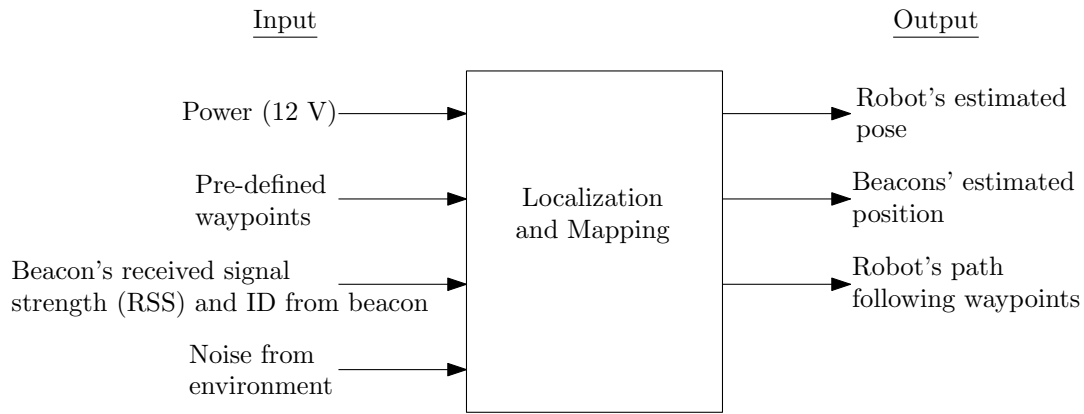 Input
Output
Power (12 V)
Pre-defined
waypoints
Beacon's received signal
strength (RSS) and ID from beacon
Noise from
environment
Localization
and Mapping
Robot's estimated
pose
Beacons' estimated
position
Robot's path
following waypoints